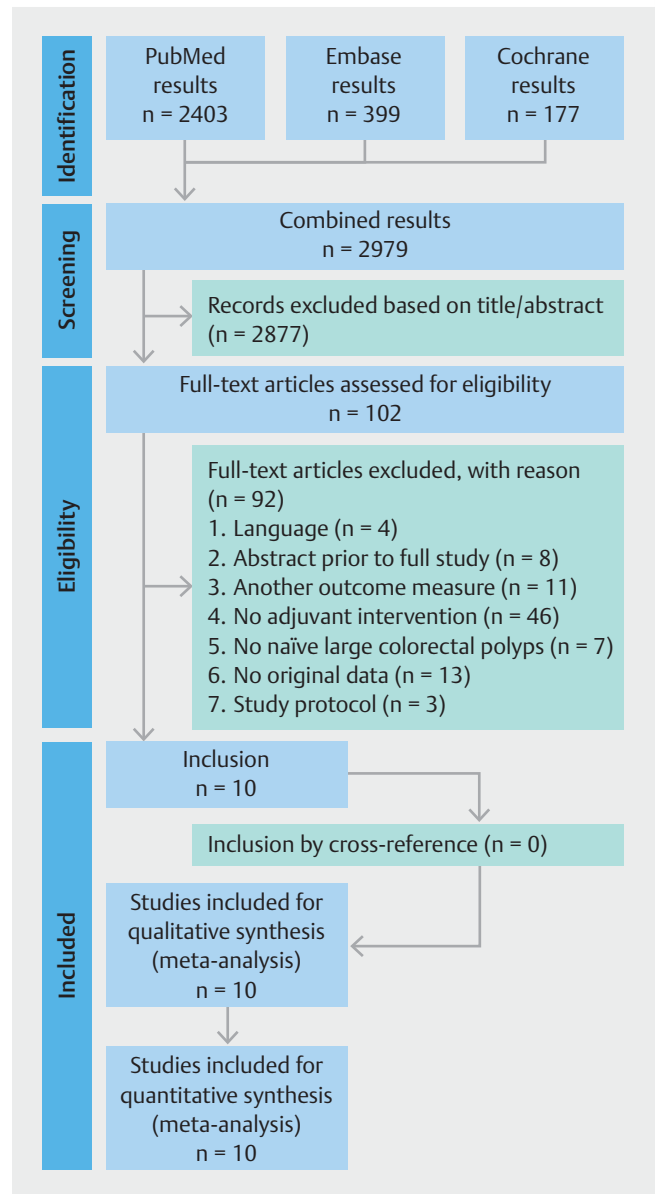 Identification
PubMed
results
n = 2403
Embase
results
n = 399
Cochrane
results
n = 177
Screening
Combined results
n = 2979
Records excluded based on title/abstract
(n = 2877)
Eligibility
Full-text articles assessed for eligibility
n = 102
Full-text articles excluded, with reason
(n = 92)
1. Language (n = 4)
2. Abstract prior to full study (n = 8)
3. Another outcome measure (n = 11)
4. No adjuvant intervention (n = 46)
5. No naïve large colorectal polyps (n = 7)
6. No original data (n = 13)
7. Study protocol (n = 3)
Included
Inclusion
n = 10
Inclusion by cross-reference (n = 0)
Studies included for
qualitative synthesis
(meta-analysis)
n = 10
Studies included for
quantitative synthesis
(meta-analysis)
n = 10